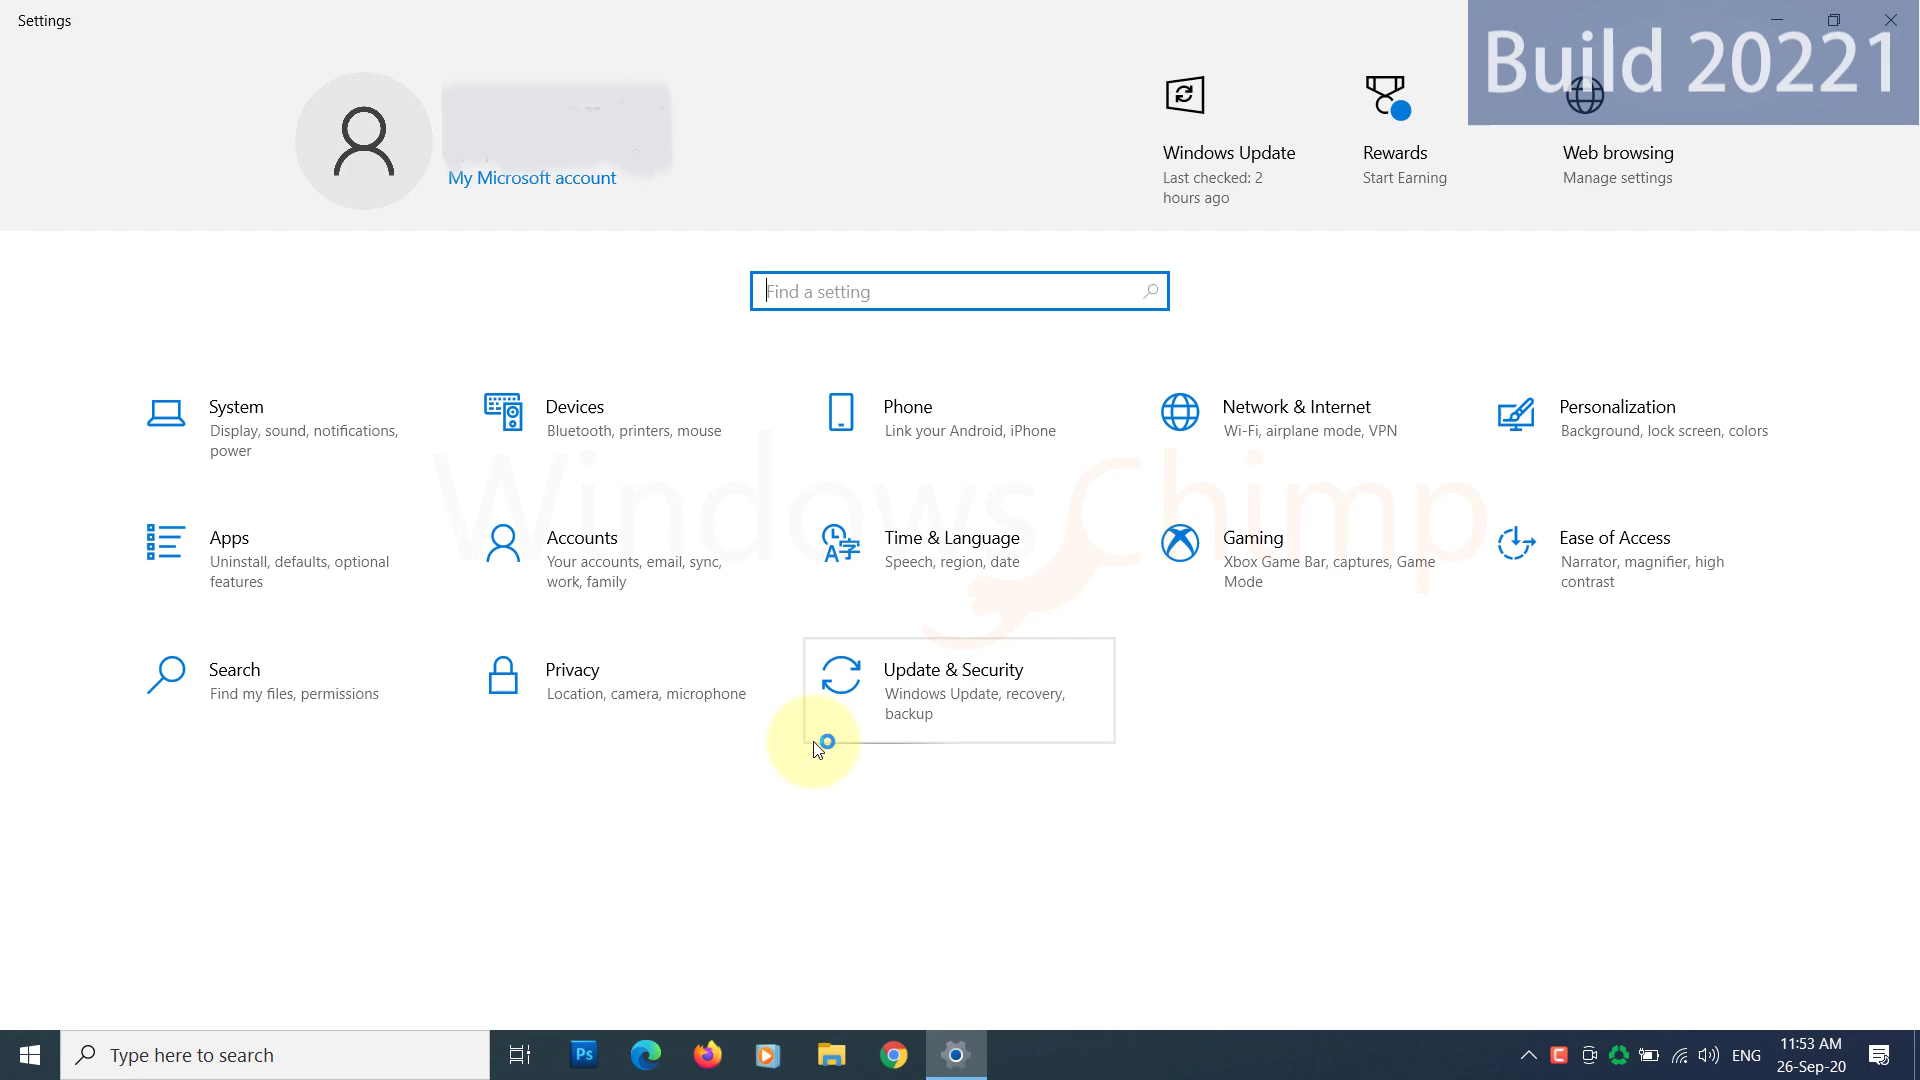 Settings
Build 20221
My Microsoft account
Windows Update
Last checked: 2
hours ago
Rewards
Start Earning
Web browsing
Manage settings
Find a setting
System
Display, sound, notifications,
power
Devices
Bluetooth, printers, mouse
Phone
Link your Android, iPhone
Network & Internet
Wi-Fi, airplane mode, VPN
Personalization
Background, lock screen, colors
Windows Chimp
Apps
Uninstall, defaults, optional
features
Accounts
Your accounts, email, sync,
work, family
Time & Language
Speech, region, date
Gaming
Xbox Game Bar, captures, Game
Mode
Ease of Access
Narrator, magnifier, high
contrast
Search
Find my files, permissions
Privacy
Location, camera, microphone
Update & Security
Windows Update, recovery,
backup
Type here to search
Ps
ENG
11:53 AM
26-Sep-20